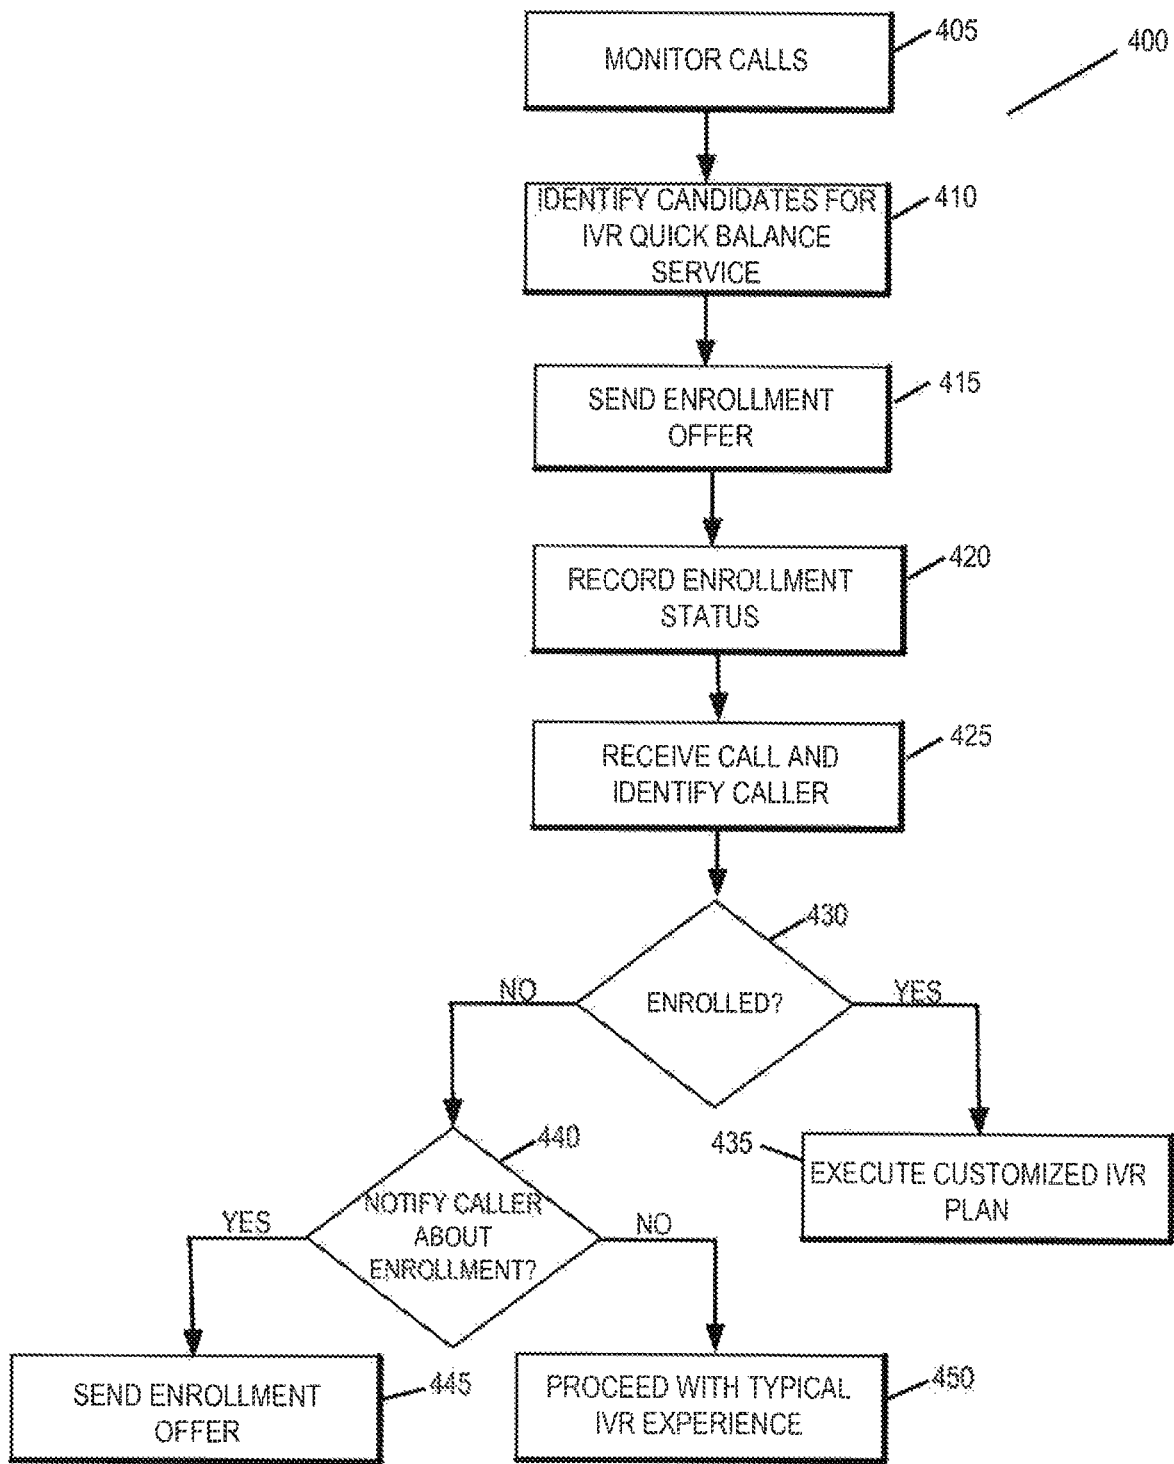 MONITOR CALLS
405
400
IDENTIFY CANDIDATES FOR
IVR QUICK BALANCE
SERVICE
410
SEND ENROLLMENT
OFFER
415
RECORD ENROLLMENT
STATUS
420
RECEIVE CALL AND
IDENTIFY CALLER
425
430
ENROLLED?
NO
YES
440
NOTIFY CALLER
ABOUT
ENROLLMENT?
YES
NO
435
EXECUTE CUSTOMIZED IVR
PLAN
SEND ENROLLMENT
OFFER
445
PROCEED WITH TYPICAL
IVR EXPERIENCE
450